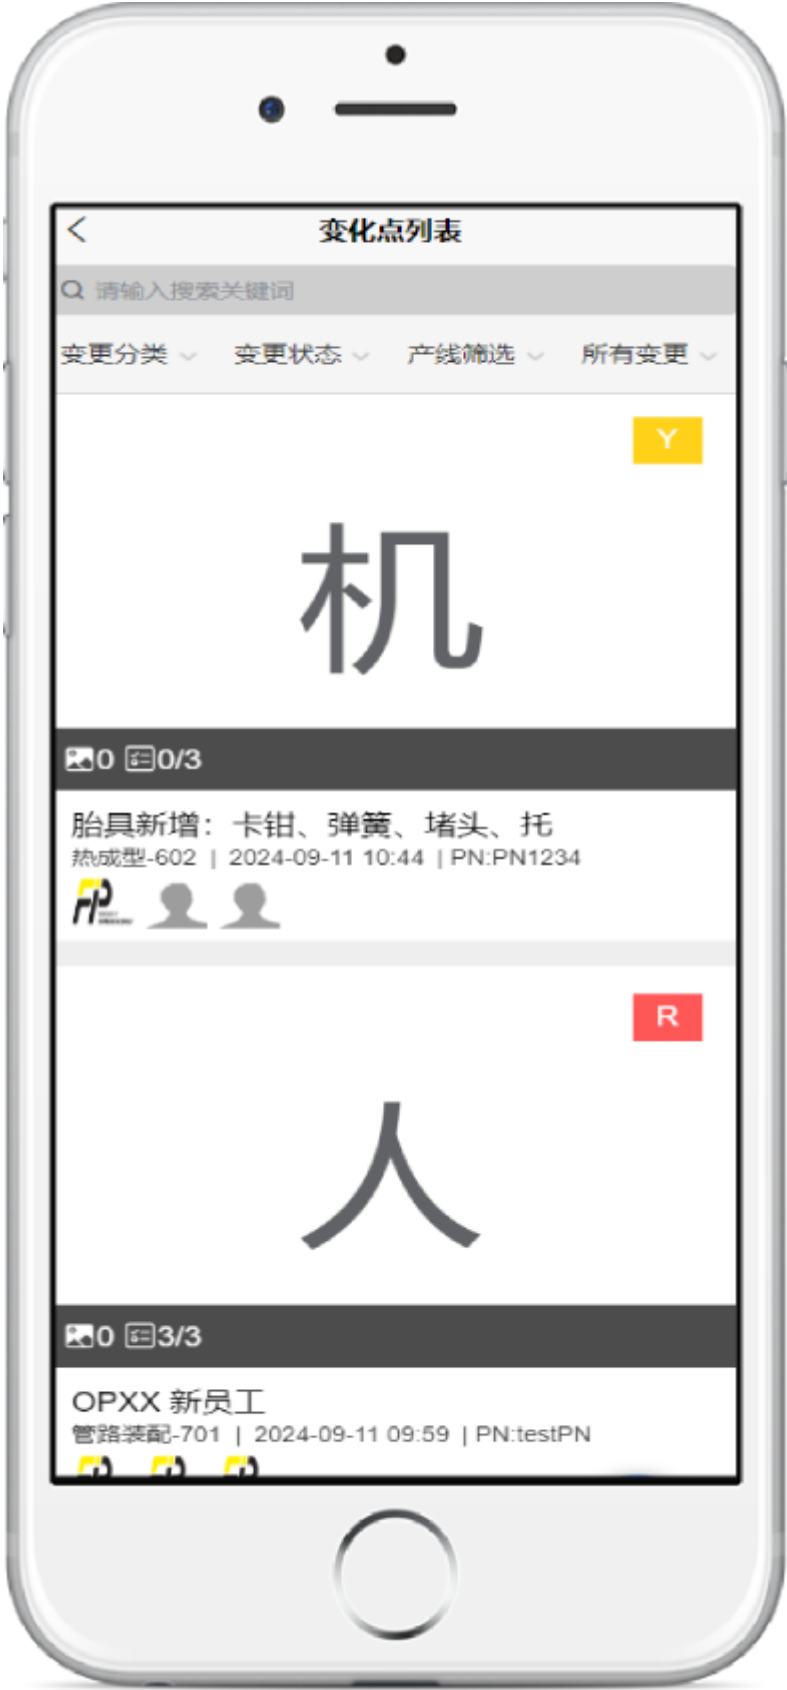 变化点列表
请输入搜索关键词
变更分类 变更状态 产线筛选 所有变更
Y
机
0 0/3
胎具新增：卡钳、弹簧、堵头、托
热成型-602 | 2024-09-11 10:44 | PN:PN1234
R
人
0 3/3
OPXX 新员工
管路装配-701 | 2024-09-11 09:59 | PN:testPN